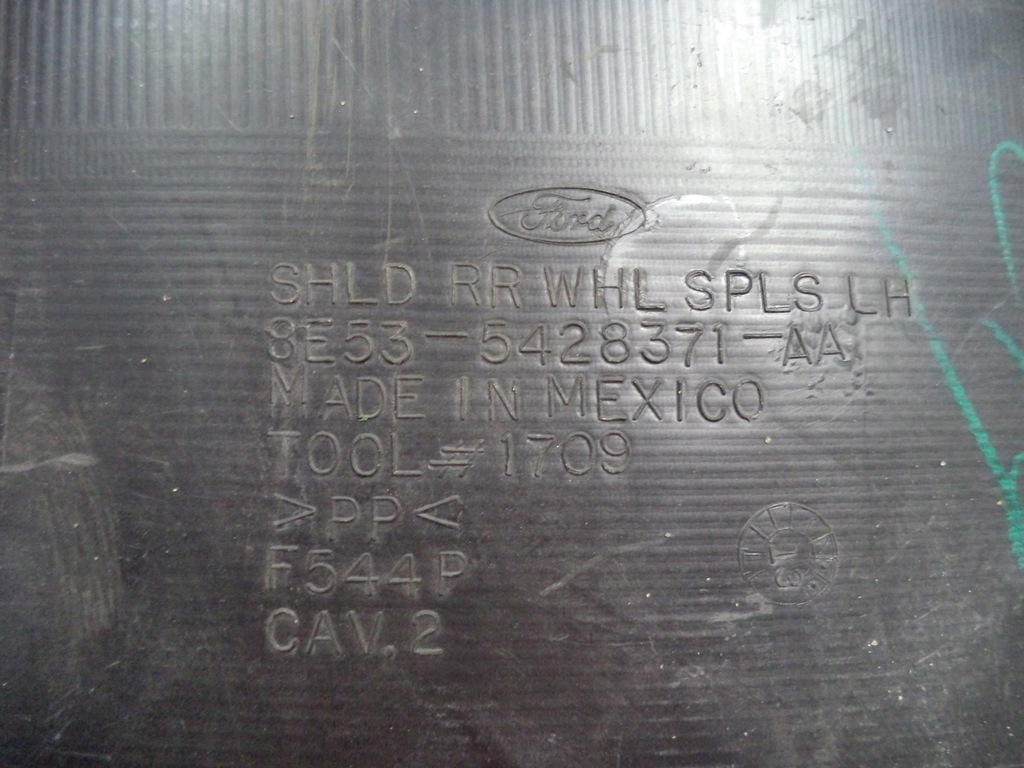 Ford
SHLD RR WHL SPLS LH
8E53-5428371-AA
MADE IN MEXICO
TOOL#1709
>PP<
F544P
CAV.2